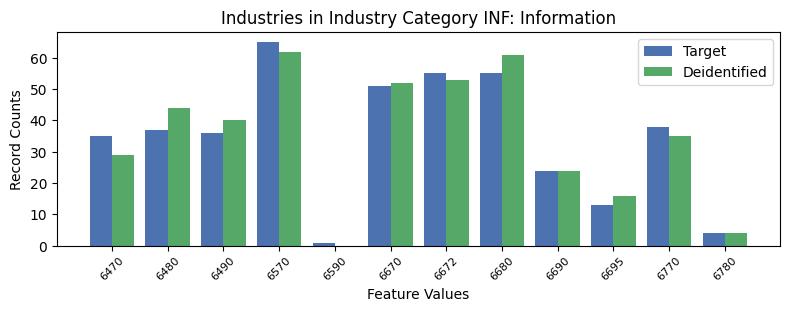 Industries in Industry Category INF: Information
Target
Deidentified
Record Counts
60
50
40
30
20
10
0
6470 6480 6490 6570 6590 6670 6672 6680 6690 6695 6770 6780
Feature Values